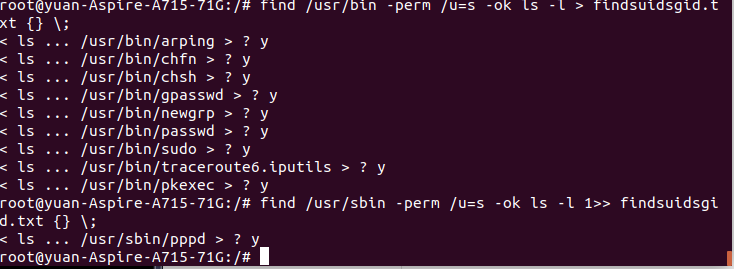 root@yuan-Aspire-A715-71G:/# find /usr/bin -perm /u=s -ok ls -l > findsuidsgid.t
xt {} \;
< ls ... /usr/bin/arping > ? y
< ls ... /usr/bin/chfn > ? y
< ls ... /usr/bin/chsh > ? y
< ls ... /usr/bin/gpasswd > ? y
< ls ... /usr/bin/newgrp > ? y
< ls ... /usr/bin/passwd > ? y
< ls ... /usr/bin/sudo > ? y
< ls ... /usr/bin/traceroute6.iputils > ? y
< ls ... /usr/bin/pkexec > ? y
root@yuan-Aspire-A715-71G:/# find /usr/sbin -perm /u=s -ok ls -l 1>> findsuidsgi
d.txt {} \;
< ls ... /usr/sbin/pppd > ? y
root@yuan-Aspire-A715-71G:/#